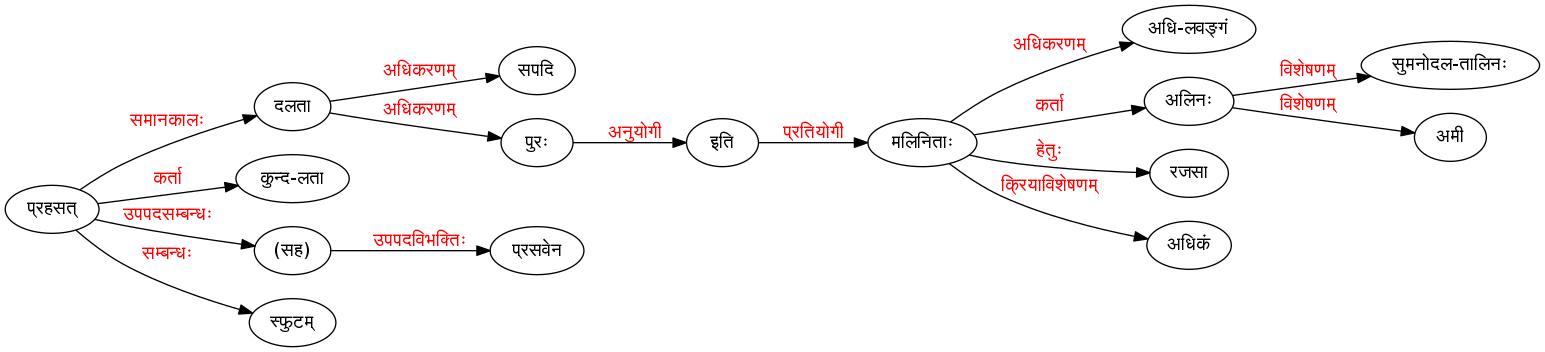 अधि-लवङ्गं
अधिकरणम्
सुमनोदल-तालिनः
विशेषणम्
सपदि
अधिकरणम्
अलिनः
कर्ता
दलता
विशेषणम्
अधिकरणम्
समानकालः
अमी
पुरः
अनुयोगी
इति
प्रतियोगी
मलिनिताः
हेतुः
रजसा
कर्ता
कुन्द-लता
क्रियाविशेषणम्
प्रहसत्
उपपदसम्बन्धः
अधिकं
(सह)
उपपदविभक्तिः
प्रसवेन
सम्बन्धः
स्फुटम्